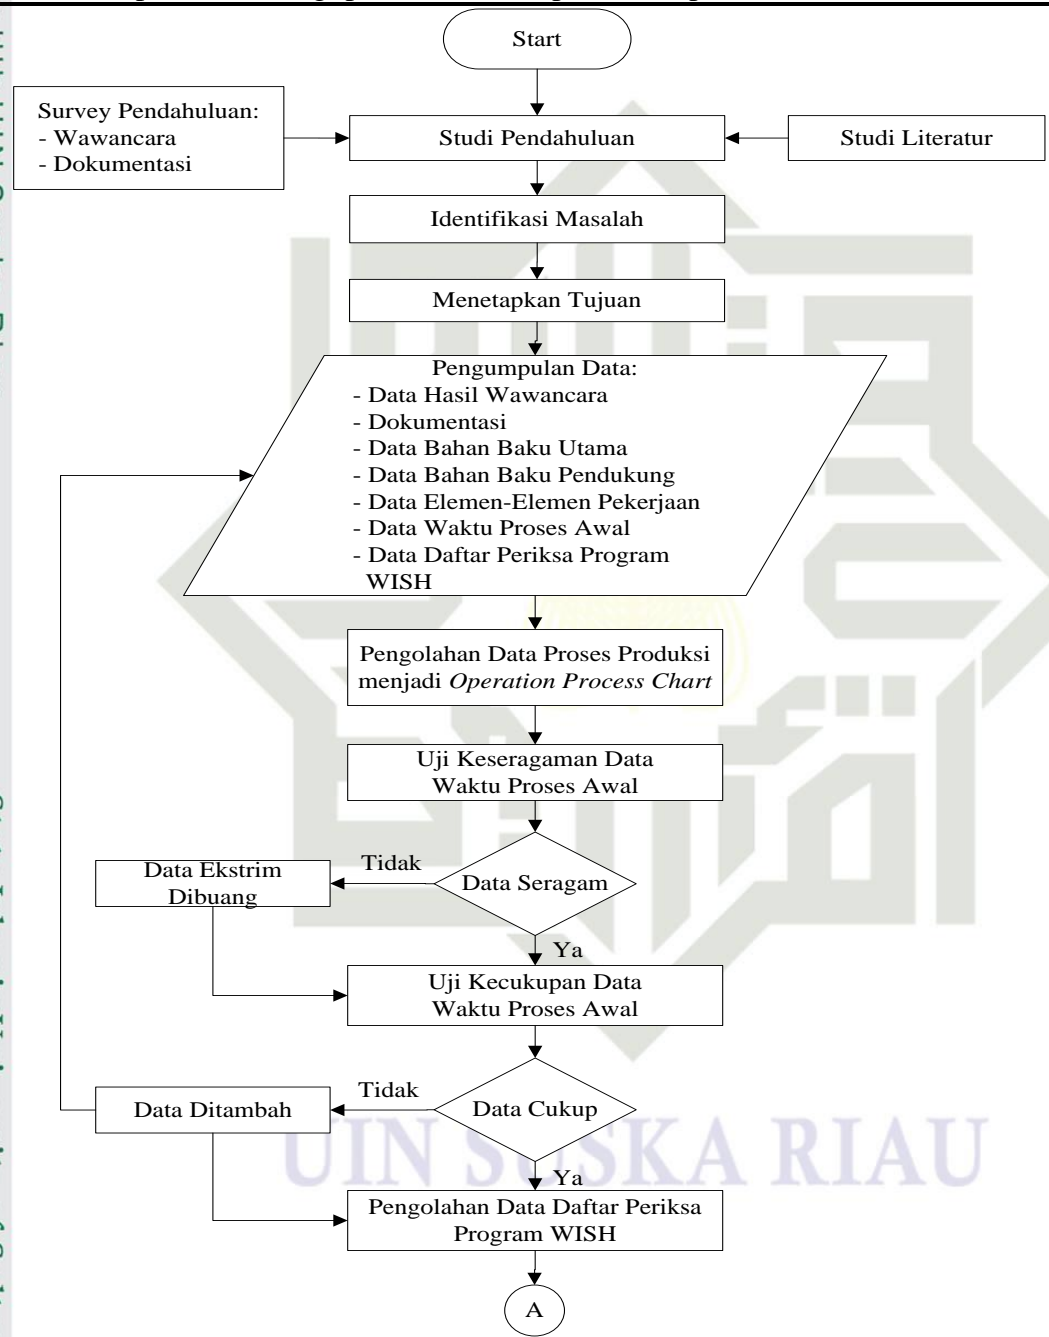 Start
Survey Pendahuluan:
- Wawancara
- Dokumentasi
Studi Pendahuluan
Studi Literatur
Identifikasi Masalah
Menetapkan Tujuan
Pengumpulan Data:
- Data Hasil Wawancara
- Dokumentasi
- Data Bahan Baku Utama
- Data Bahan Baku Pendukung
- Data Elemen-Elemen Pekerjaan
- Data Waktu Proses Awal
- Data Daftar Periksa Program
WISH
Pengolahan Data Proses Produksi
menjadi Operation Process Chart
Uji Keseragaman Data
Waktu Proses Awal
Data Seragam
Tidak
Data Ekstrim
Dibuang
Ya
Uji Kecukupan Data
Waktu Proses Awal
Data Cukup
Tidak
Data Ditambah
Ya
UIN SUSKA RIAU
Pengolahan Data Daftar Periksa
Program WISH
A